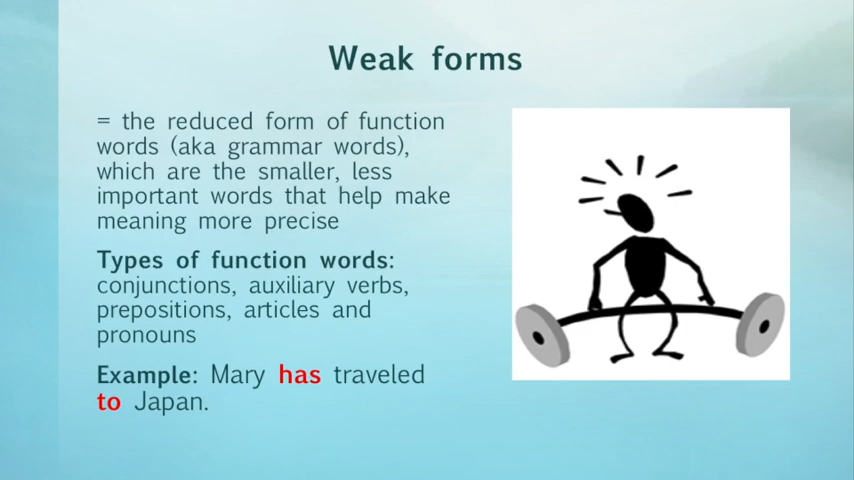 Weak forms
= the reduced form of function
words (aka grammar words),
which are the smaller, less
important words that help make
meaning more precise
Types of function words:
conjunctions, auxiliary verbs,
prepositions, articles and
pronouns
Example: Mary has traveled
to Japan.